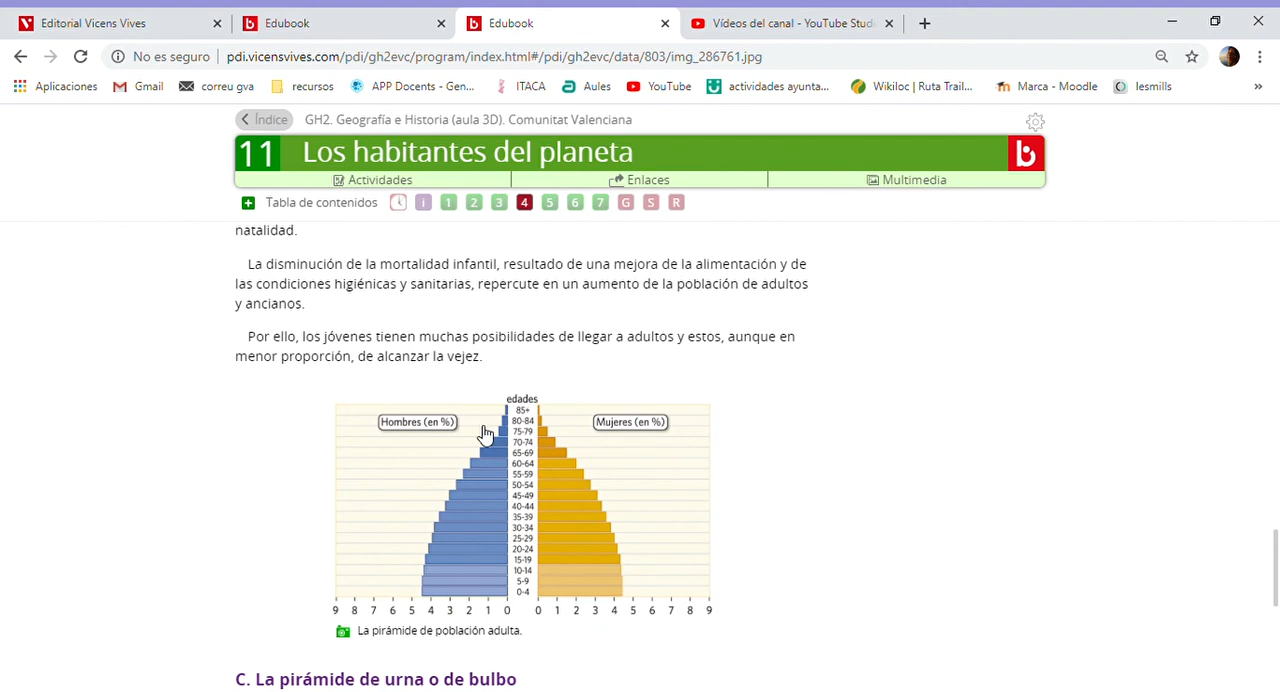 Editorial Vicens Vives
Edubook
Edubook
Vídeos del canal - YouTube Stud
No es seguro
pdi.vicensvives.com/pdi/gh2evc/program/index.html#/pdi/gh2evc/data/803/img_286761.jpg
Aplicaciones
Gmail
correu gva
recursos
APP Docents - Gen...
ITACA
Aules
YouTube
actividades ayunta...
Wikiloc | Ruta Trai...
Marca - Moodle
Iesmills
»
Índice
GH2. Geografía e Historia (aula 3D). Comunitat Valenciana
11 Los habitantes del planeta
Actividades
Enlaces
Multimedia
Tabla de contenidos
i 1 2 3 4 5 6 7 G S R
natalidad.
La disminución de la mortalidad infantil, resultado de una mejora de la alimentación y de
las condiciones higiénicas y sanitarias, repercute en un aumento de la población de adultos
y ancianos.
Por ello, los jóvenes tienen muchas posibilidades de llegar a adultos y estos, aunque en
menor proporción, de alcanzar la vejez.
edades
Hombres (en %)
Mujeres (en %)
85+
80-84
75-79
70-74
65-69
60-64
55-59
50-54
45-49
40-44
35-39
30-34
25-29
20-24
15-19
10-14
5-9
0-4
9 8 7 6 5 4 3 2 1 0
0 1 2 3 4 5 6 7 8 9
La pirámide de población adulta.
C. La pirámide de urna o de bulbo